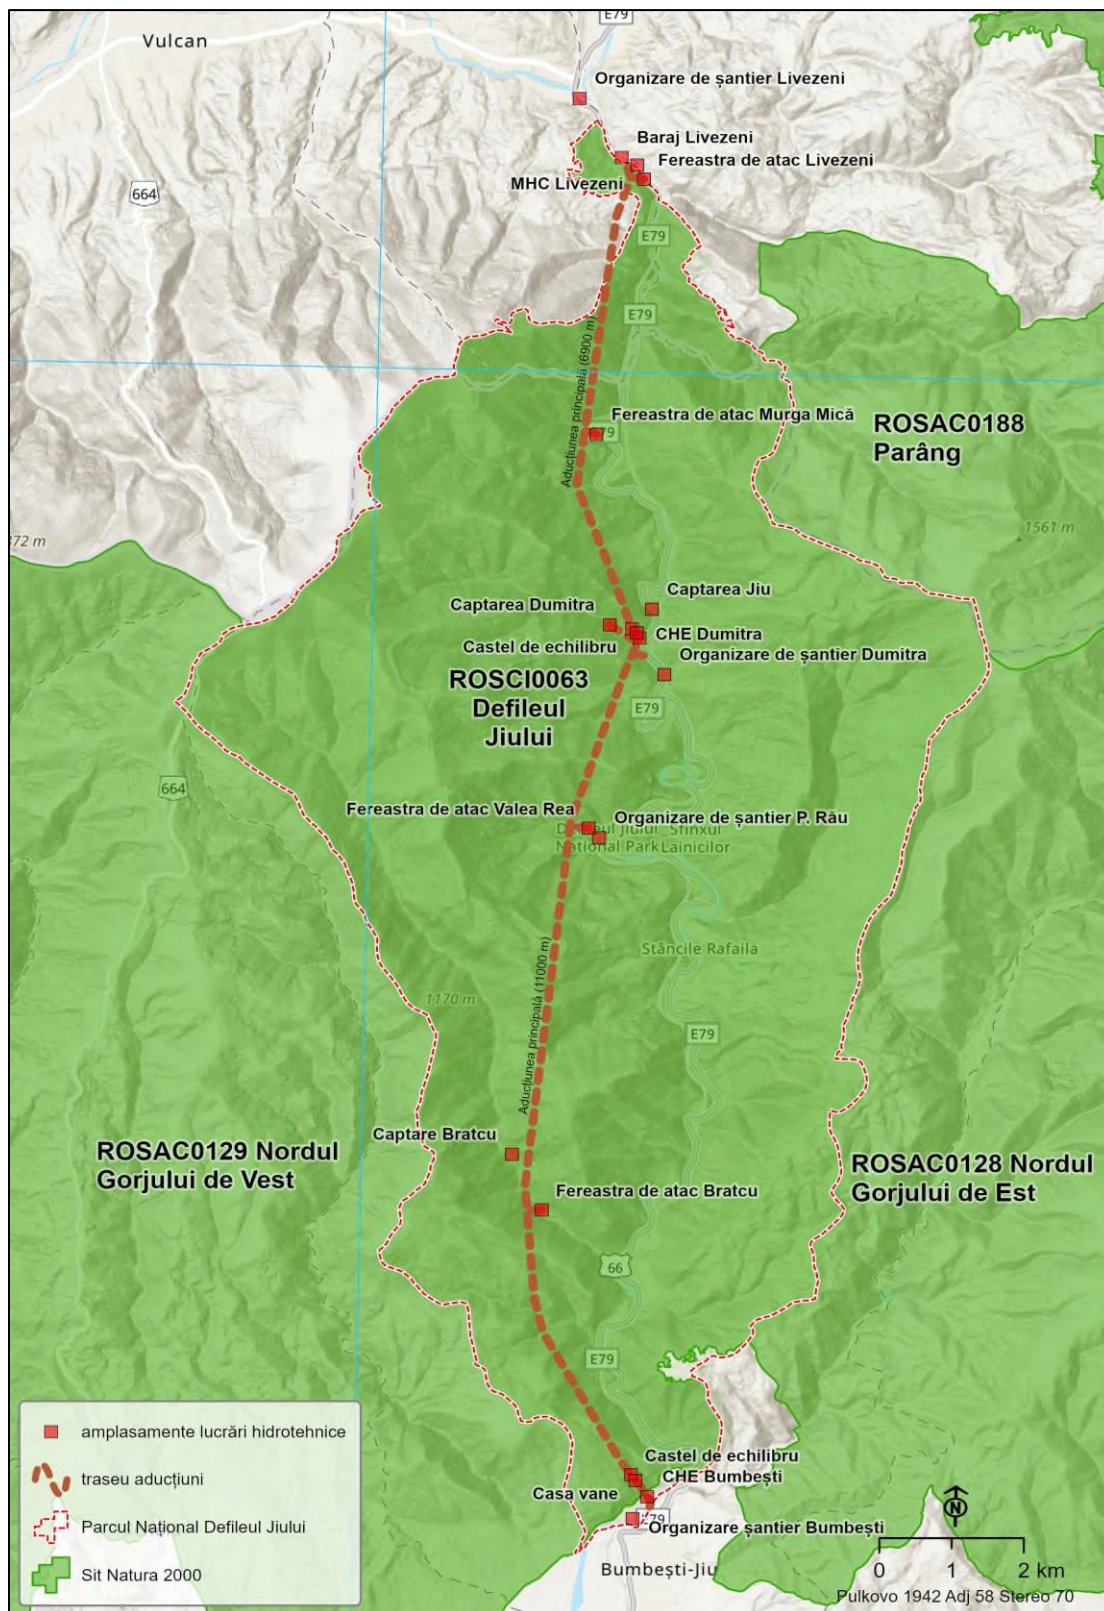 E79
Vulcan
Organizare de șantier Livezeni
Baraj Livezeni
Fereastra de atac Livezeni
MHC Livezeni
664
E79
E79
Aducțiunea principală (6900 m)
Fereastra de atac Murga Mică
E79
ROSAC0188
Parâng
1561 m
Captarea Jiu
Captarea Dumitra
CHE Dumitra
Castel de echilibru
Organizare de șantier Dumitra
ROSCI0063
Defileul
Jiului
E79
664
Fereastra de atac Valea Rea
Organizare de șantier P. Rău
Defileul Jiului
National Park
Sfinxul
Lainicilor
Stâncile Rafaila
1170 m
Aducțiunea principală (11000 m)
E79
Captare Bratcu
ROSAC0129 Nordul
Gorjului de Vest
ROSAC0128 Nordul
Gorjului de Est
Fereastra de atac Bratcu
66
E79
Castel de echilibru
CHE Bumbești
Casa vane
E79
Organizare șantier Bumbești
Bumbești-Jiu
amplasamente lucrări hidrotehnice
traseu aducțiuni
Parcul Național Defileul Jiului
Sit Natura 2000
N
0 1 2 km
Pulkovo 1942 Adj 58 Stereo 70